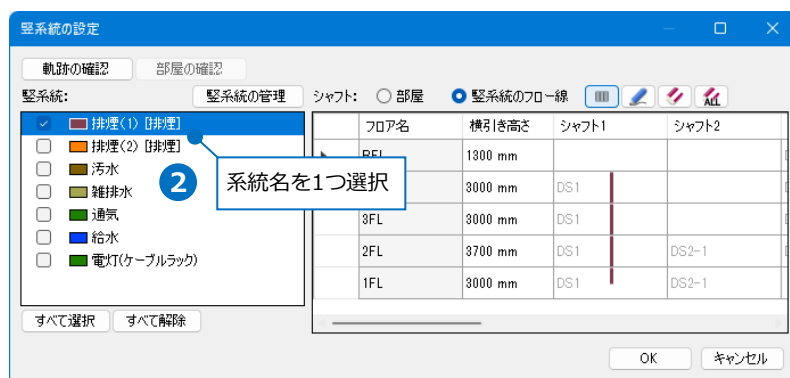 竪系統の設定
軌跡の確認 部屋の確認
竪系統: 竪系統の管理 シャフト: 部屋 竪系統のフロー線 ALL
排煙(1) [排煙]
排煙(2) [排煙]
汚水
雑排水
通気
給水
電灯(ケーブルラック)
2 系統名を1つ選択
フロア名 横引き高さ シャフト1 シャフト2
RFL 1300 mm
3000 mm DS1
3FL 3000 mm DS1
2FL 3700 mm DS1 DS2-1
1FL 3000 mm DS1 DS2-1
すべて選択 すべて解除
OK キャンセル